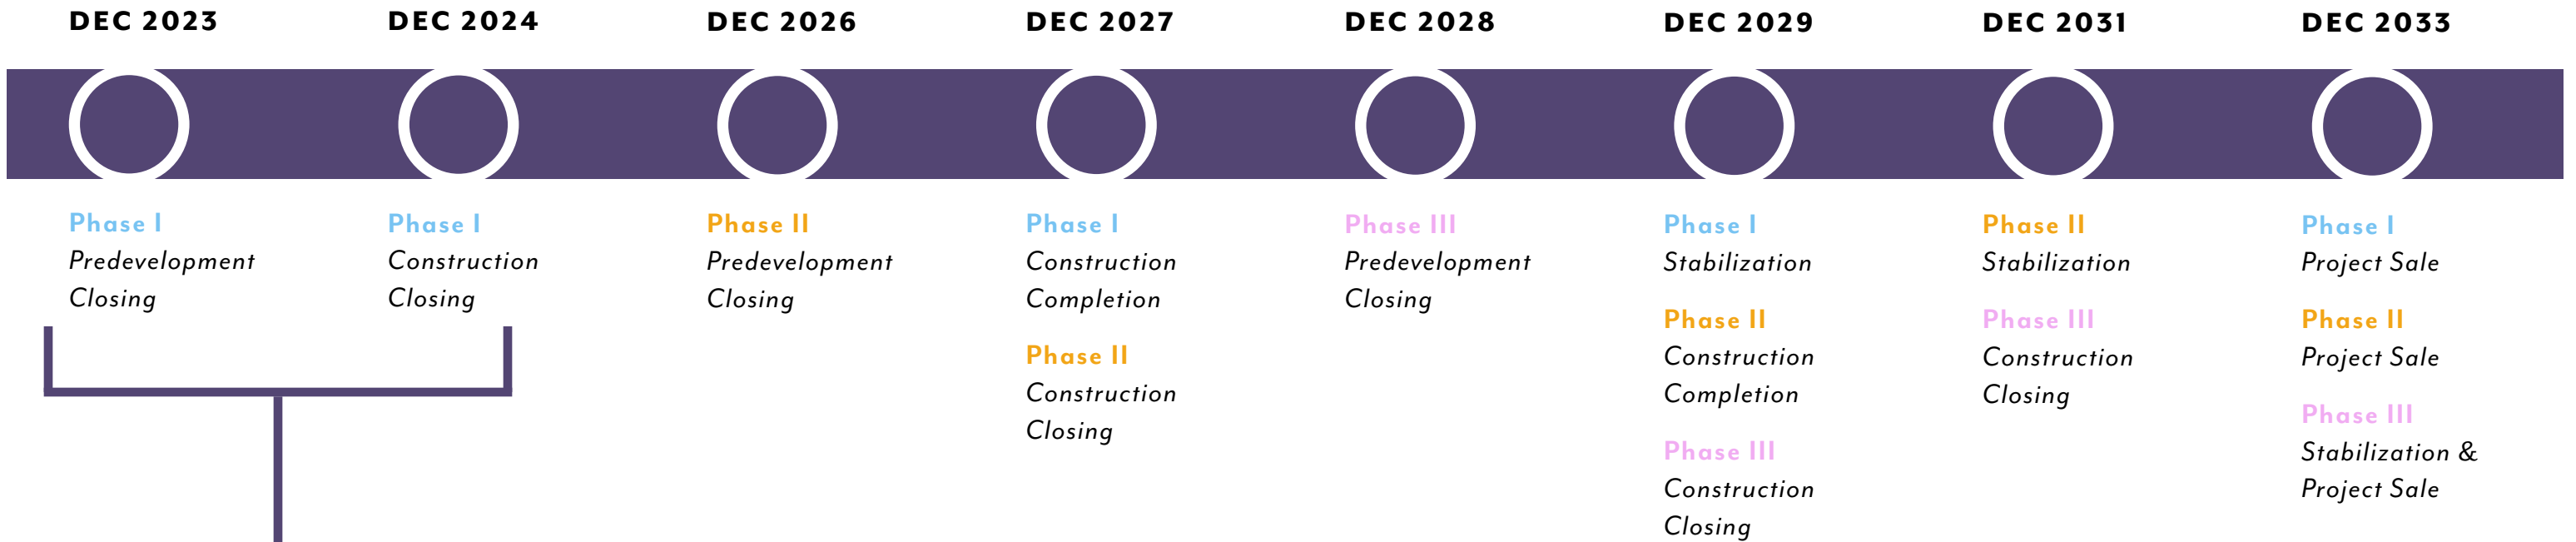 DEC 2023
Phase I
Predevelopment
Closing
DEC 2024
Phase I
Construction
Closing
DEC 2026
Phase II
Predevelopment
Closing
DEC 2027
Phase I
Construction
Completion
Phase II
Construction
Closing
DEC 2028
Phase III
Predevelopment
Closing
DEC 2029
Phase I
Stabilization
Phase II
Construction
Completion
Phase III
Construction
Closing
DEC 2031
Phase II
Stabilization
Phase III
Construction
Closing
DEC 2033
Phase I
Project Sale
Phase II
Project Sale
Phase III
Stabilization &
Project Sale